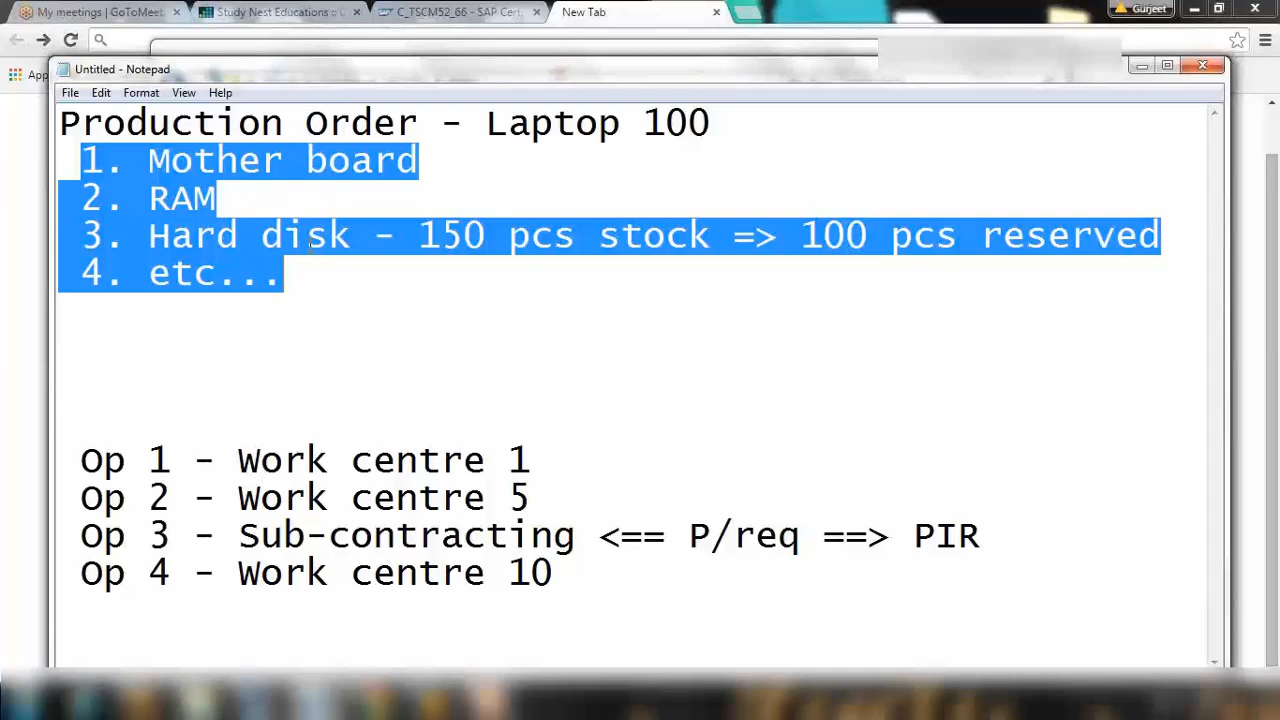 My meetings | GoToMeet
Study Nest Educations
C_TSCM52_66 - SAP Cert
New Tab
Gurjeet
App
Untitled - Notepad
File Edit Format View Help
Production Order - Laptop 100
1. Mother board
2. RAM
3. Hard disk - 150 pcs stock => 100 pcs reserved
4. etc...
Op 1 - Work centre 1
Op 2 - Work centre 5
Op 3 - Sub-contracting <== P/req ==> PIR
Op 4 - Work centre 10